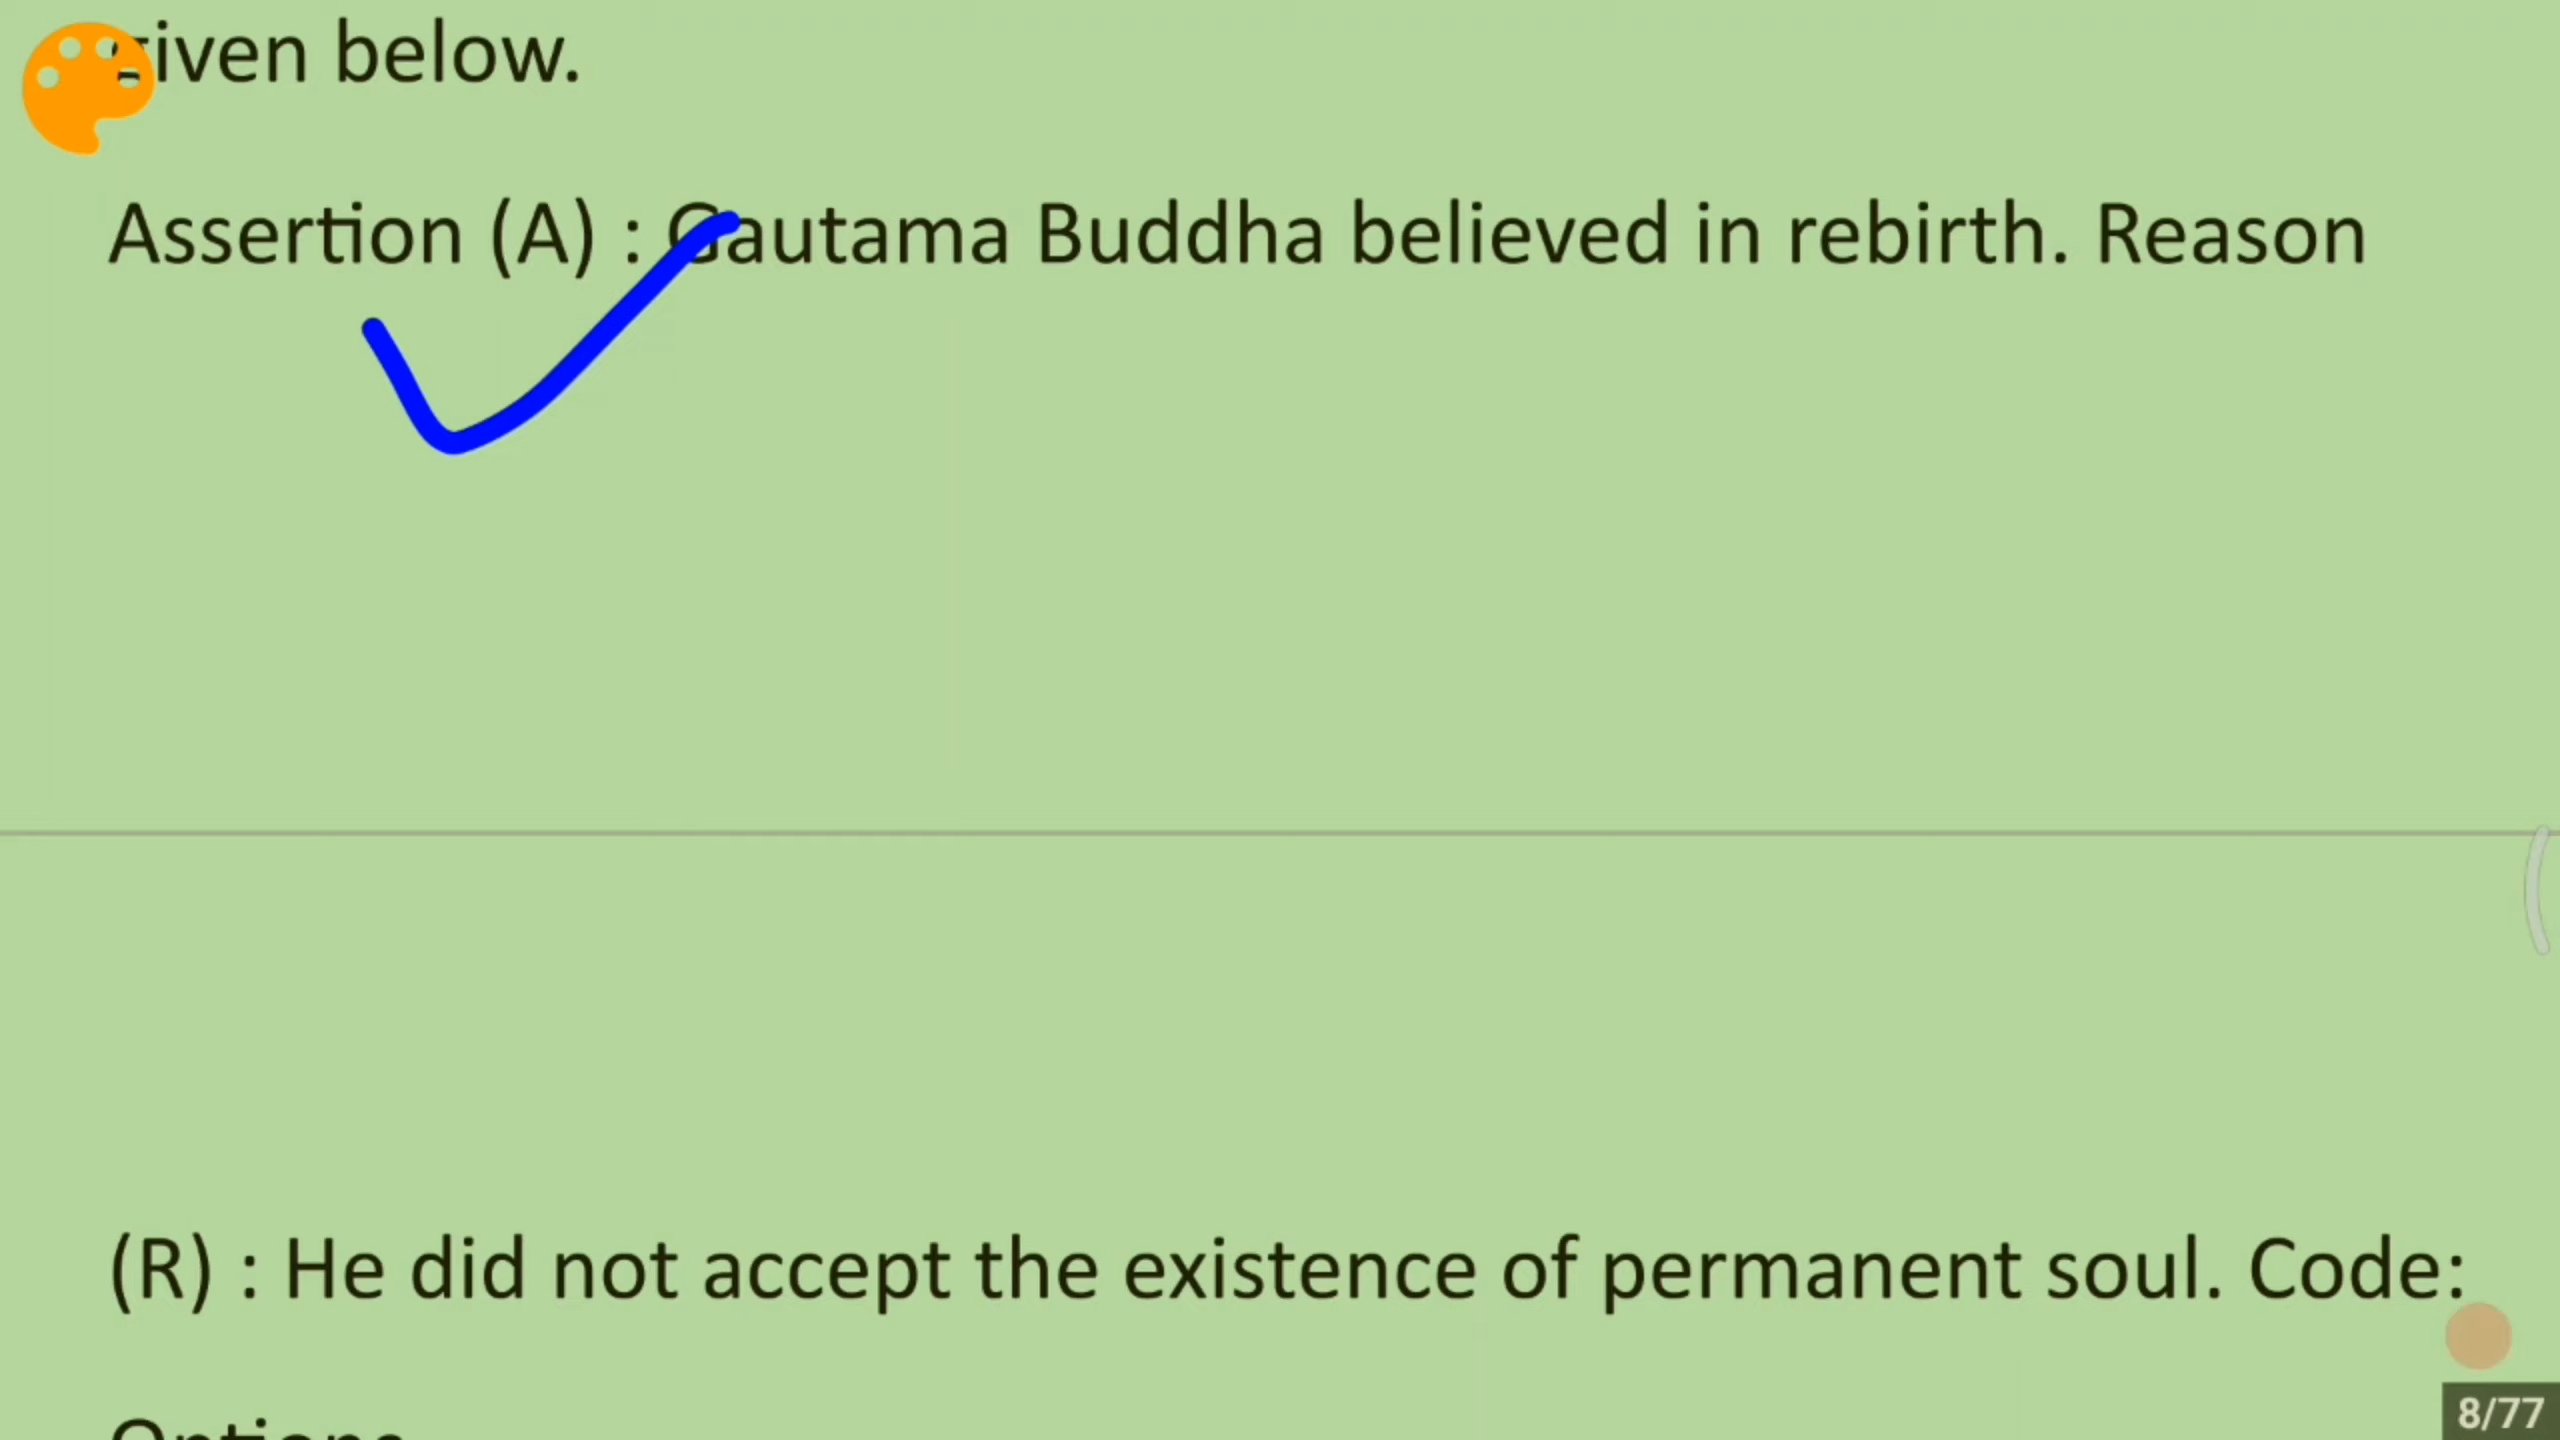 given below.
Assertion (A) : Gautama Buddha believed in rebirth. Reason
(R) : He did not accept the existence of permanent soul. Code:
Options
8/77